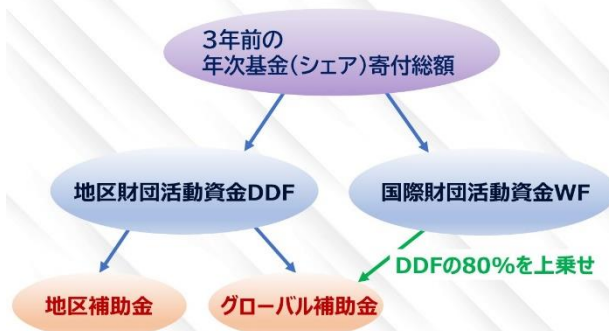 3年前の
年次基金(シェア)寄付総額
地区財団活動資金DDF
国際財団活動資金WF
DDFの80%を上乗せ
地区補助金
グローバル補助金